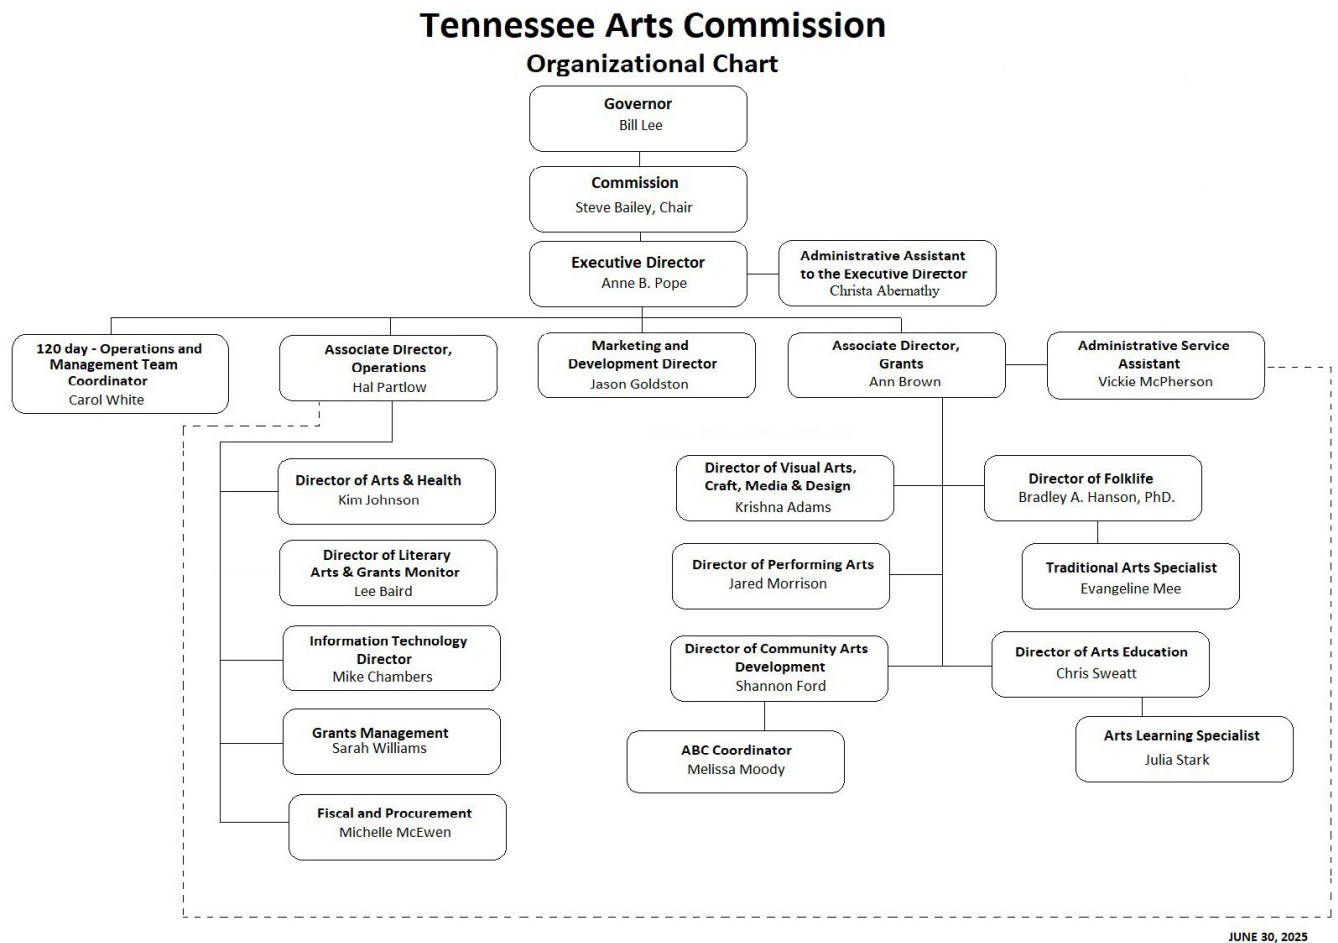 Tennessee Arts Commission
Organizational Chart
Governor
Bill Lee
Commission
Steve Bailey, Chair
Executive Director
Anne B. Pope
Administrative Assistant
to the Executive Director
Christa Abernathy
120 day - Operations and
Management Team
Coordinator
Carol White
Associate Director,
Operations
Hal Partlow
Marketing and
Development Director
Jason Goldston
Associate Director,
Grants
Ann Brown
Administrative Service
Assistant
Vickie McPherson
Director of Arts & Health
Kim Johnson
Director of Literary
Arts & Grants Monitor
Lee Baird
Information Technology
Director
Mike Chambers
Grants Management
Sarah Williams
Fiscal and Procurement
Michelle McEwen
Director of Visual Arts,
Craft, Media & Design
Krishna Adams
Director of Folklife
Bradley A. Hanson, PhD.
Director of Performing Arts
Jared Morrison
Traditional Arts Specialist
Evangeline Mee
Director of Community Arts
Development
Shannon Ford
Director of Arts Education
Chris Sweatt
ABC Coordinator
Melissa Moody
Arts Learning Specialist
Julia Stark
JUNE 30, 2025